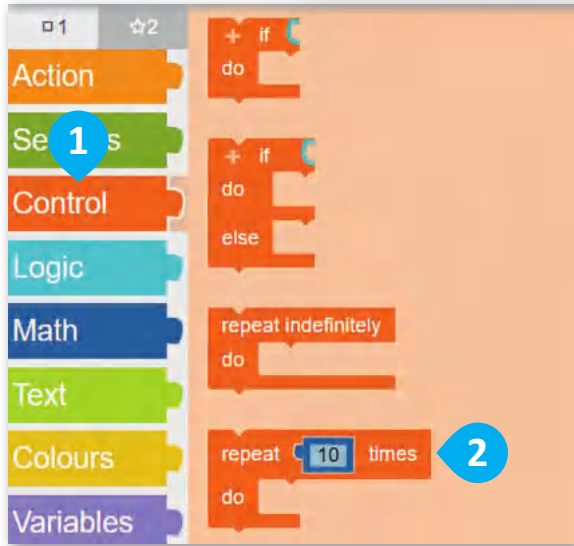 1 2
Action
Se s
Control
Logic
Math
Text
Colours
Variables
1
+ if
do
+ if
do
else
repeat indefinitely
do
repeat 10 times
do
2